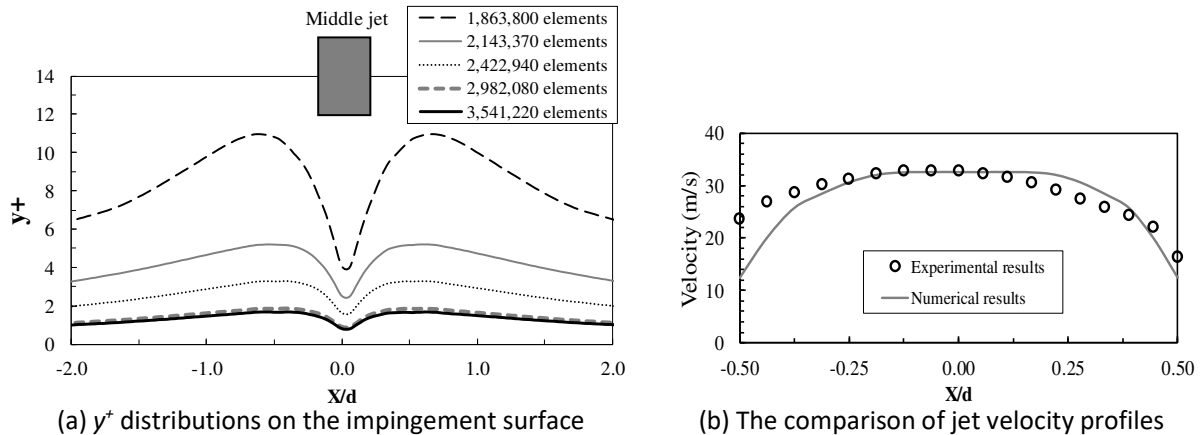 Middle jet
1,863,800 elements
2,143,370 elements
2,422,940 elements
2,982,080 elements
3,541,220 elements
14
12
10
8
6
4
2
0
y+
-2.0 -1.0 0.0 1.0 2.0
X/d
(a) y⁺ distributions on the impingement surface
40
30
20
10
0
Velocity (m/s)
Experimental results
Numerical results
-0.50 -0.25 0.00 0.25 0.50
X/d
(b) The comparison of jet velocity profiles